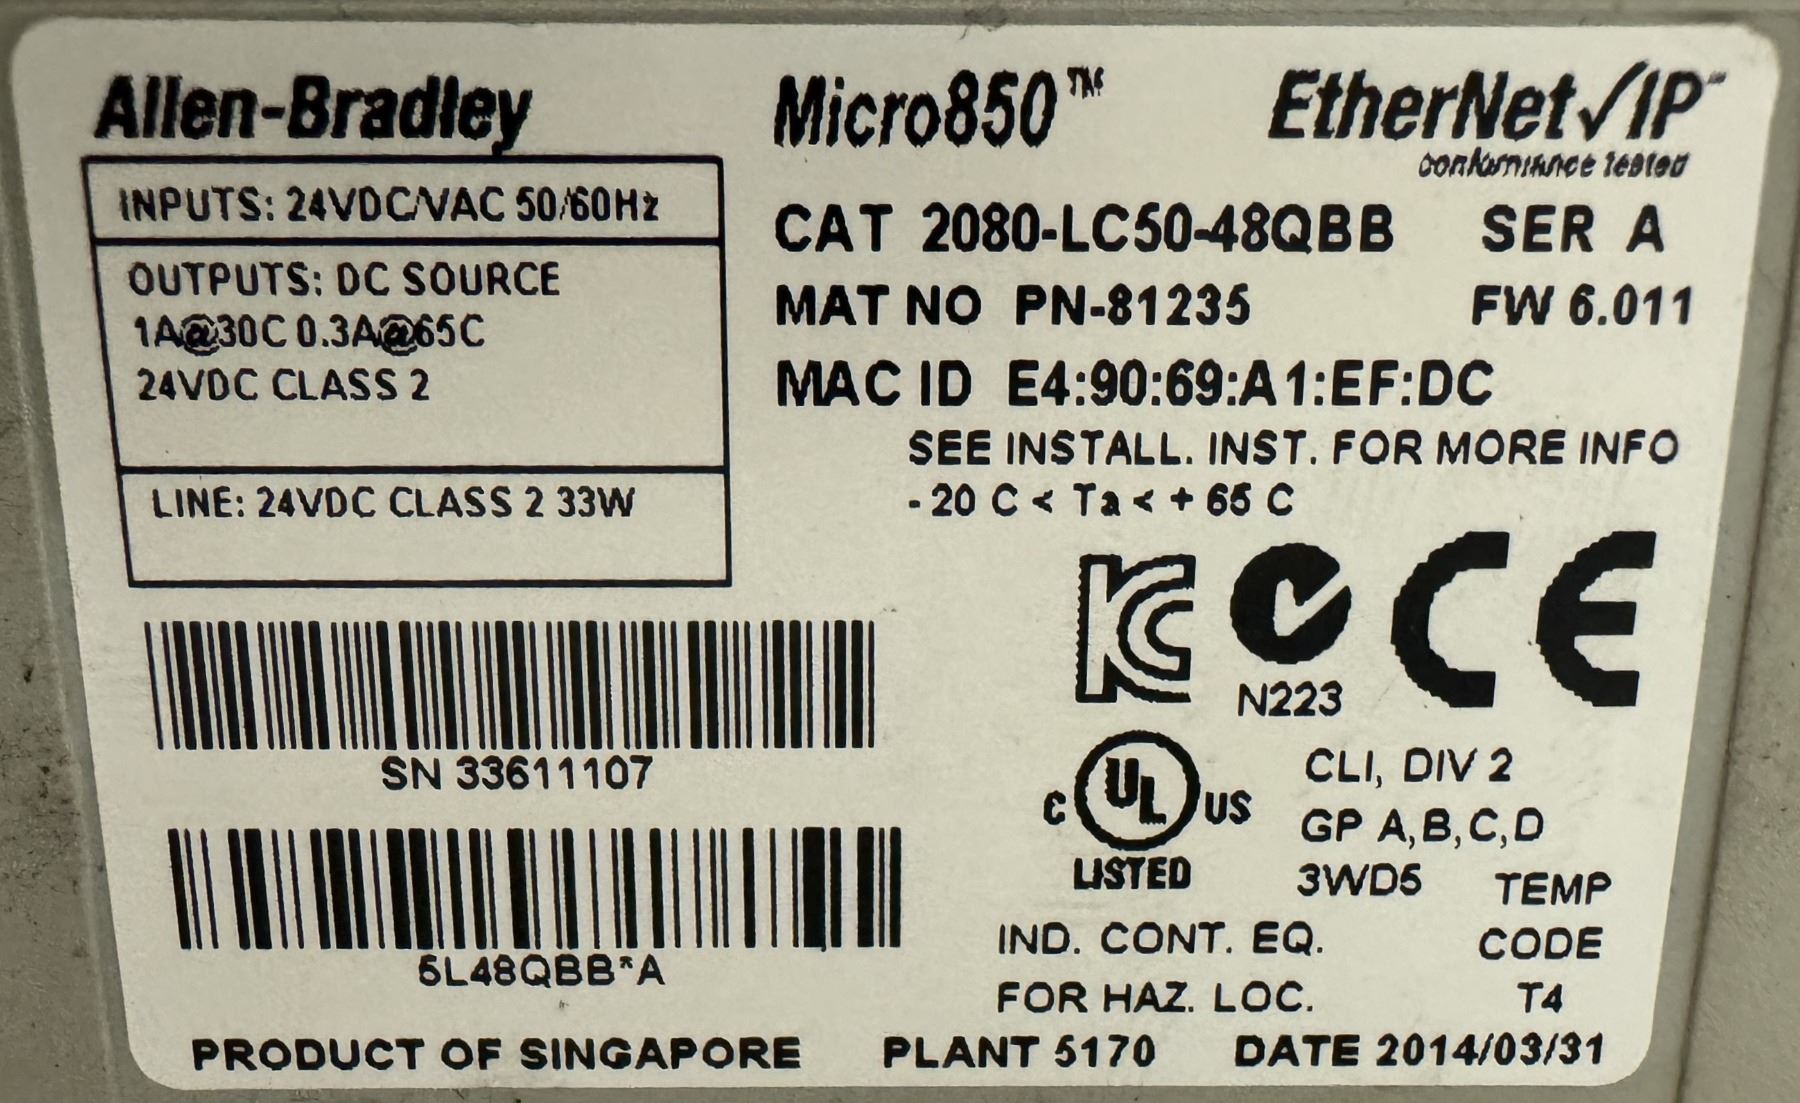 Allen-Bradley
INPUTS: 24VDC/VAC 50/60Hz
OUTPUTS: DC SOURCE
1A@30C 0.3A@65C
24VDC CLASS 2
LINE: 24VDC CLASS 2 33W
SN 33611107
5L48QBB*A
Micro850™
EtherNet/IP™
conformance tested
CAT 2080-LC50-48QBB SER A
MAT NO PN-81235 FW 6.011
MAC ID E4:90:69:A1:EF:DC
SEE INSTALL. INST. FOR MORE INFO
- 20 C < Ta < + 65 C
KC
N223
CE
C UL US
LISTED
CLI, DIV 2
GP A,B,C,D
3WD5
TEMP
CODE
T4
IND. CONT. EQ.
FOR HAZ. LOC.
PRODUCT OF SINGAPORE PLANT 5170 DATE 2014/03/31